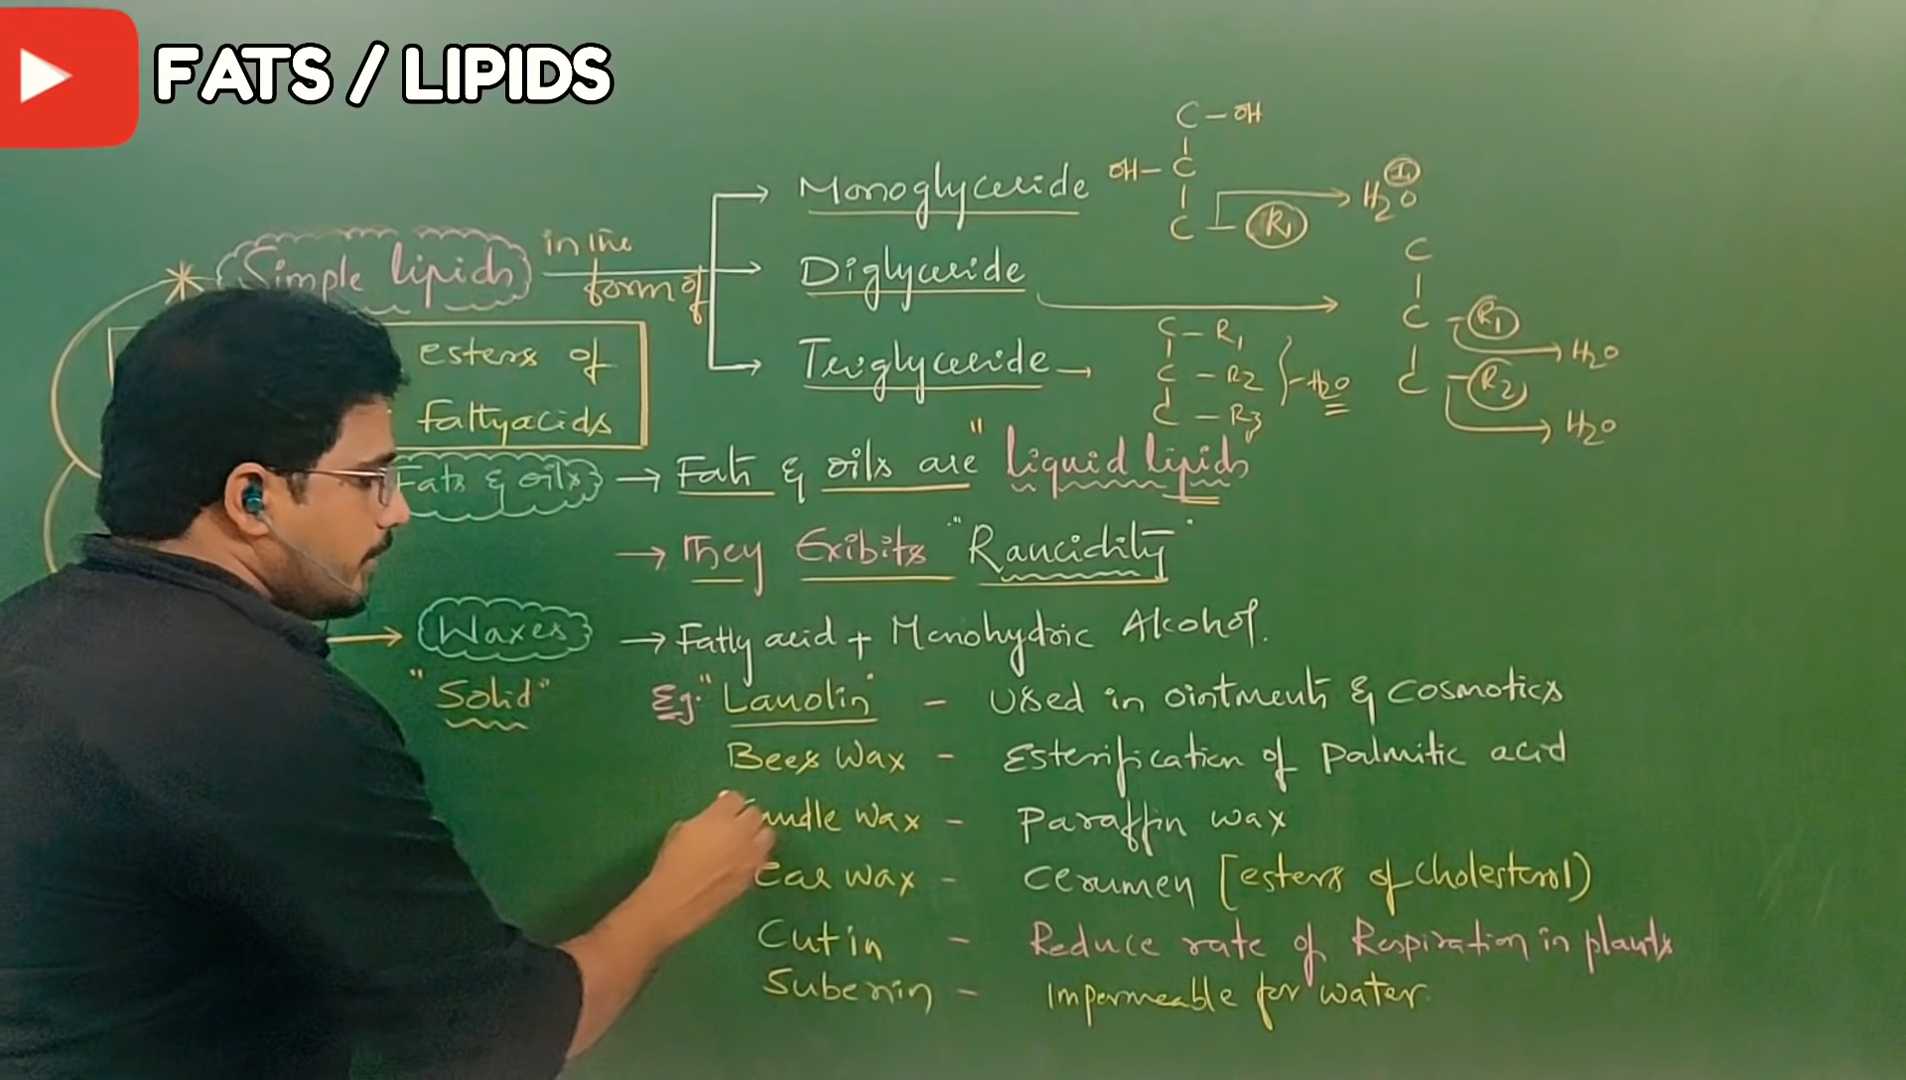 FATS / LIPIDS
C - OH
Monoglyceride OH - C
C - R1 H2O
Simple lipids in the form of
Diglyceride
C
C - R1 H2O
C - R2 H2O
Triglyceride
C - R1
C - R2 - H2O
C - R3
esters of
fattyacids
Fats & oils → Fats & oils are "liquid lipids
→ They Exibits "Rancidity"
Waxes → Fatty acid + Monohydric Alcohol.
"Solid"
Eg: "Lanolin" - Used in ointments & Cosmotics
Bees Wax - Esterification of Palmitic acid
andle Wax - Paraffin wax
Ear wax - Cerumen [esters of cholesterol)
Cutin - Reduce rate of Respiration in plants
Suberin - Impermeable for water.